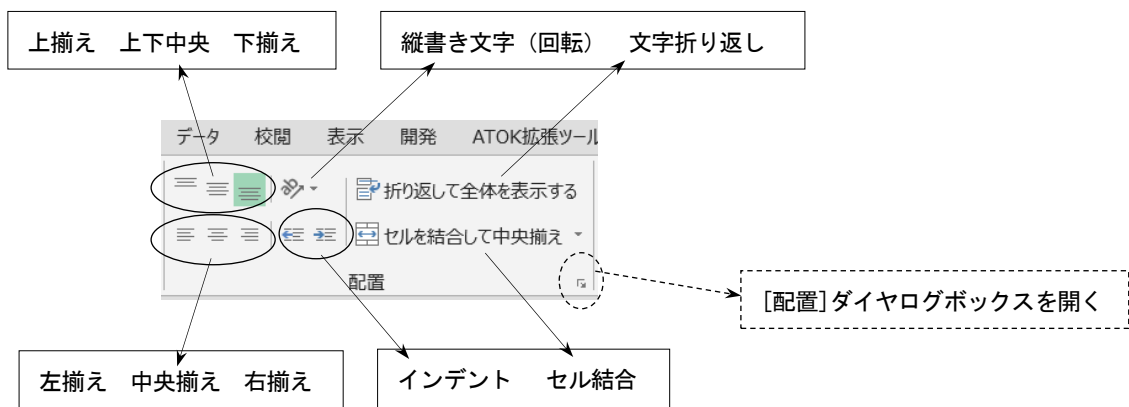 上揃え 上下中央 下揃え
縦書き文字（回転） 文字折り返し
データ 校閲 表示 開発 ATOK拡張ツール
折り返して全体を表示する
セルを結合して中央揃え
配置
[配置]ダイヤログボックスを開く
左揃え 中央揃え 右揃え
インデント セル結合